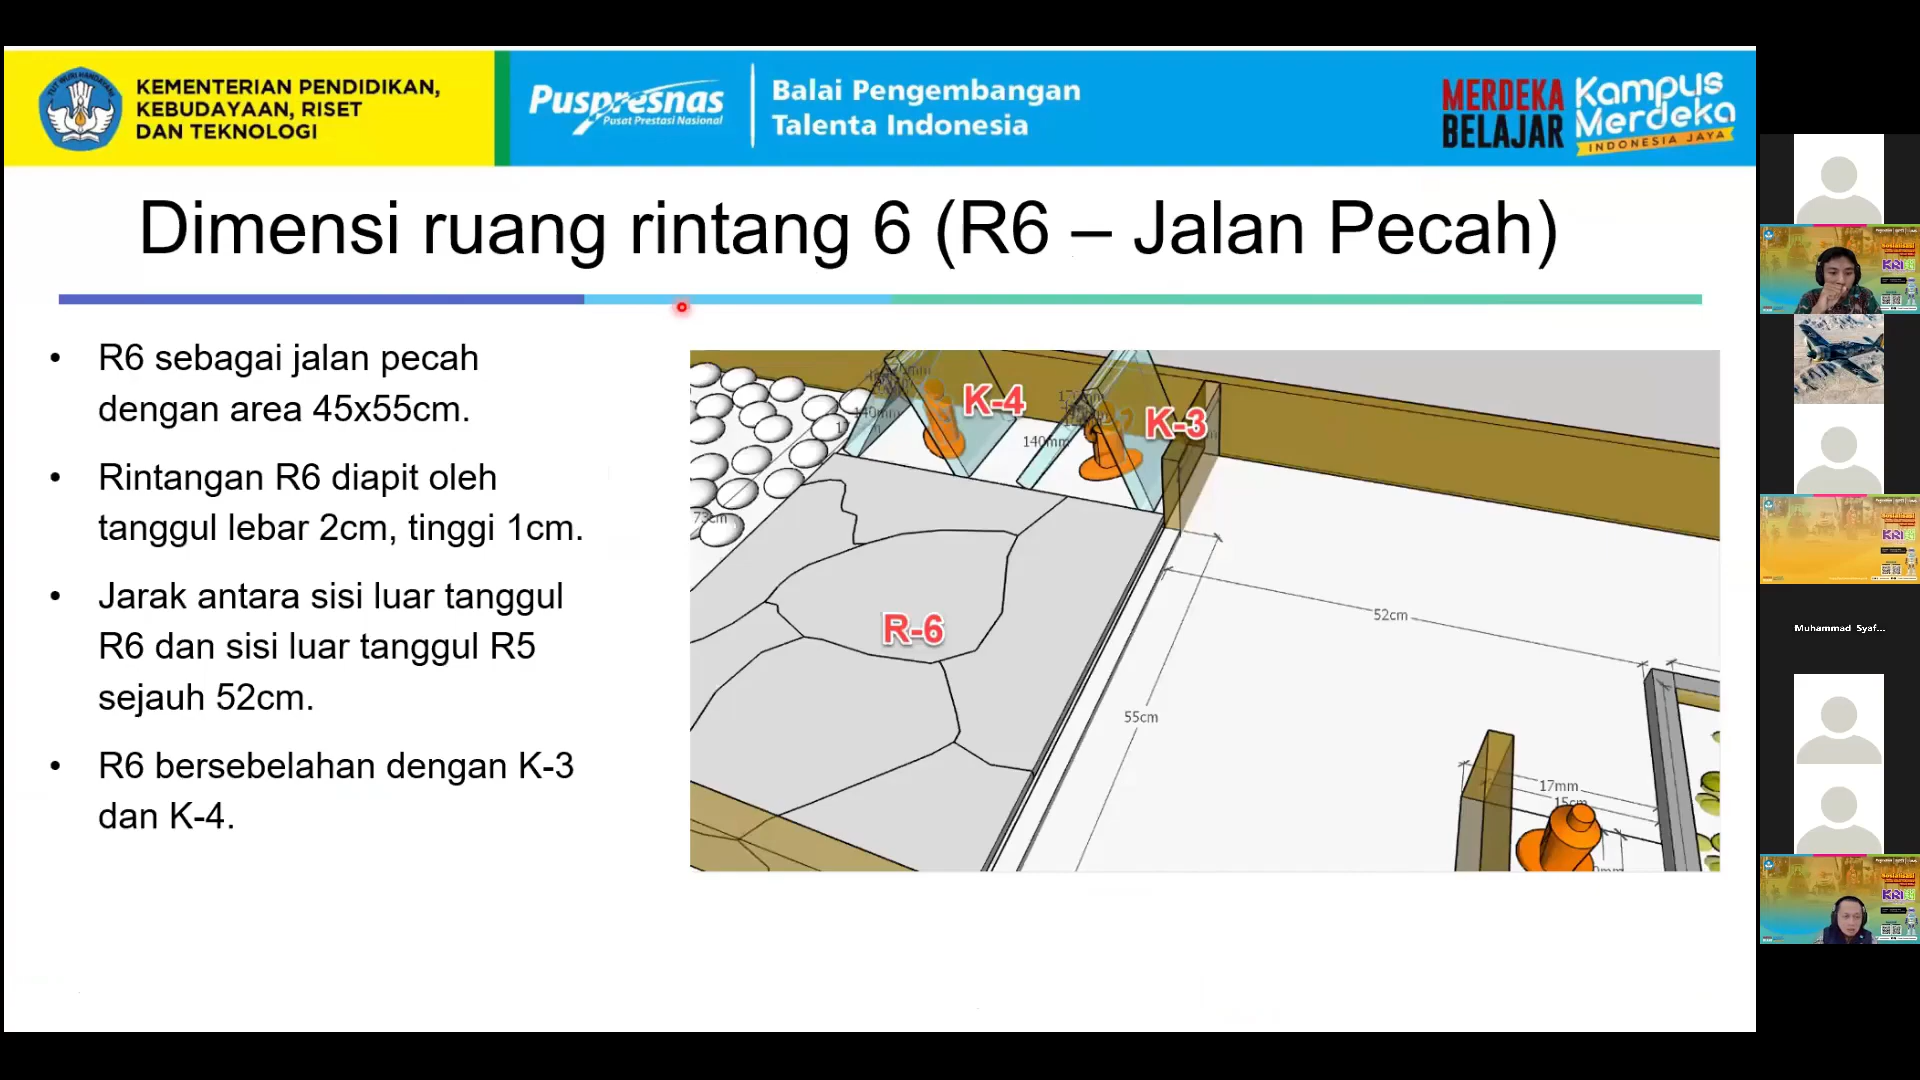 KEMENTERIAN PENDIDIKAN,
KEBUDAYAAN, RISET
DAN TEKNOLOGI
Puspresnas
Pusat Prestasi Nasional
Balai Pengembangan
Talenta Indonesia
MERDEKA
BELAJAR
Kampus
Merdeka
INDONESIA JAYA
Dimensi ruang rintang 6 (R6 – Jalan Pecah)
• R6 sebagai jalan pecah
dengan area 45x55cm.
• Rintangan R6 diapit oleh
tanggul lebar 2cm, tinggi 1cm.
• Jarak antara sisi luar tanggul
R6 dan sisi luar tanggul R5
sejauh 52cm.
• R6 bersebelahan dengan K-3
dan K-4.
K-4
K-3
140mm
140mm
73cm
R-6
52cm
55cm
17mm
15cm
Muhammad Syaf...